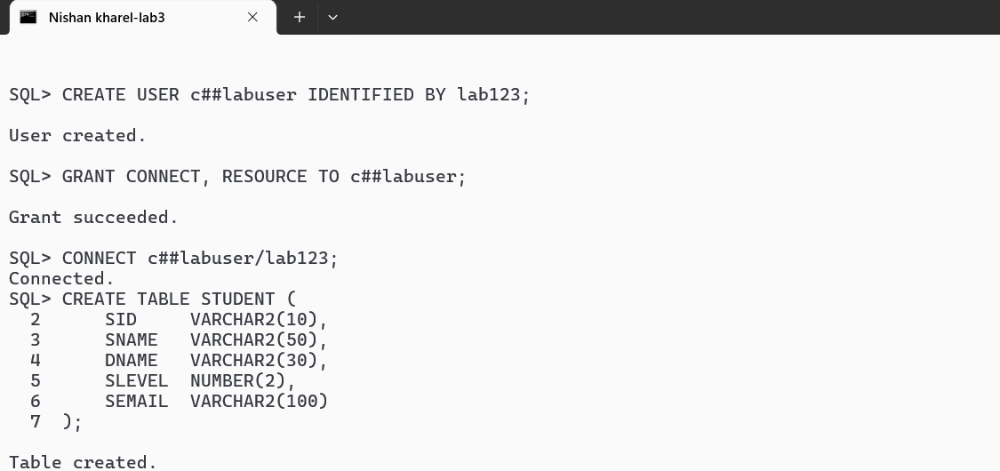 Nishan kharel-lab3
SQL> CREATE USER c##labuser IDENTIFIED BY lab123;
User created.
SQL> GRANT CONNECT, RESOURCE TO c##labuser;
Grant succeeded.
SQL> CONNECT c##labuser/lab123;
Connected.
SQL> CREATE TABLE STUDENT (
  2      SID     VARCHAR2(10),
  3      SNAME   VARCHAR2(50),
  4      DNAME   VARCHAR2(30),
  5      SLEVEL  NUMBER(2),
  6      SEMAIL  VARCHAR2(100)
  7  );
Table created.